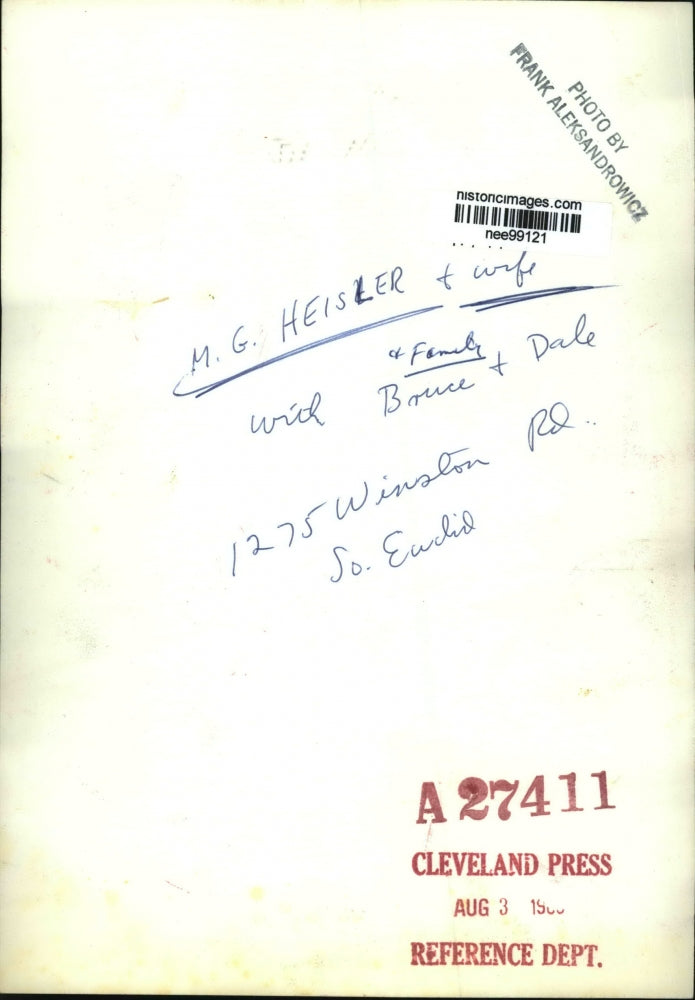 PHOTO BY
FRANK ALEKSANDROWICZ
historicimages.com
nee99121
M. G. HEISLER + wife
+ Family
with Bruce + Dale
1275 Winston Rd..
So. Euclid
A 27411
CLEVELAND PRESS
AUG 3
REFERENCE DEPT.